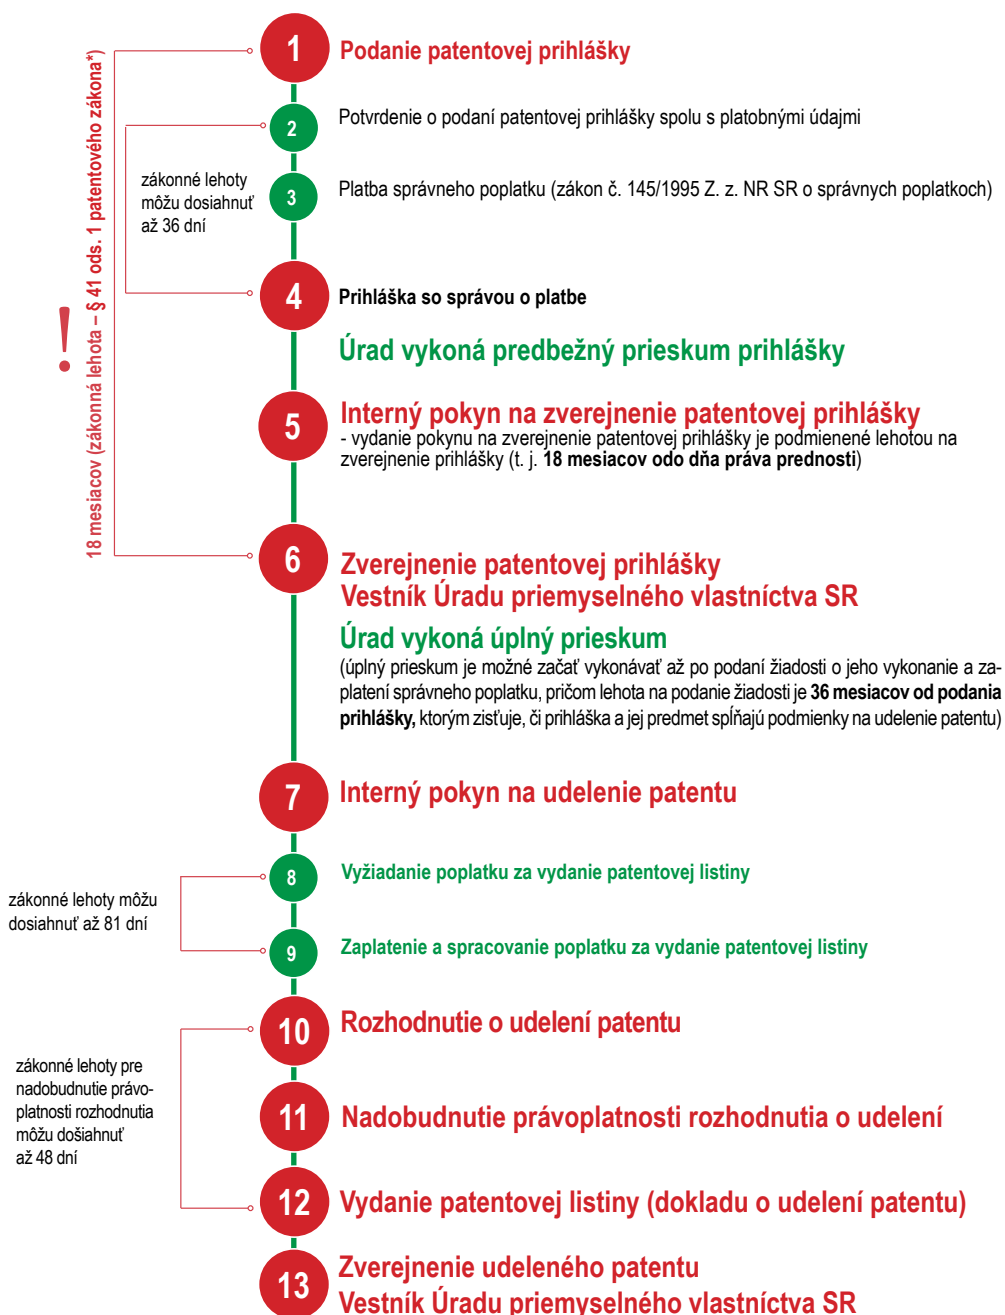 1
Podanie patentovej prihlášky
18 mesiacov (zákonná lehota – § 41 ods. 1 patentového zákona*)
!
2
Potvrdenie o podaní patentovej prihlášky spolu s platobnými údajmi
zákonné lehoty
môžu dosiahnuť
až 36 dní
3
Platba správneho poplatku (zákon č. 145/1995 Z. z. NR SR o správnych poplatkoch)
4
Prihláška so správou o platbe
Úrad vykoná predbežný prieskum prihlášky
5
Interný pokyn na zverejnenie patentovej prihlášky
- vydanie pokynu na zverejnenie patentovej prihlášky je podmienené lehotou na
zverejnenie prihlášky (t. j. 18 mesiacov odo dňa práva prednosti)
6
Zverejnenie patentovej prihlášky
Vestník Úradu priemyselného vlastníctva SR
Úrad vykoná úplný prieskum
(úplný prieskum je možné začať vykonávať až po podaní žiadosti o jeho vykonanie a za-
platení správneho poplatku, pričom lehota na podanie žiadosti je 36 mesiacov od podania
prihlášky, ktorým zisťuje, či prihláška a jej predmet spĺňajú podmienky na udelenie patentu)
7
Interný pokyn na udelenie patentu
8
Vyžiadanie poplatku za vydanie patentovej listiny
zákonné lehoty môžu
dosiahnuť až 81 dní
9
Zaplatenie a spracovanie poplatku za vydanie patentovej listiny
10
Rozhodnutie o udelení patentu
zákonné lehoty pre
nadobudnutie právo-
platnosti rozhodnutia
môžu došiahnuť
až 48 dní
11
Nadobudnutie právoplatnosti rozhodnutia o udelení
12
Vydanie patentovej listiny (dokladu o udelení patentu)
13
Zverejnenie udeleného patentu
Vestník Úradu priemyselného vlastníctva SR